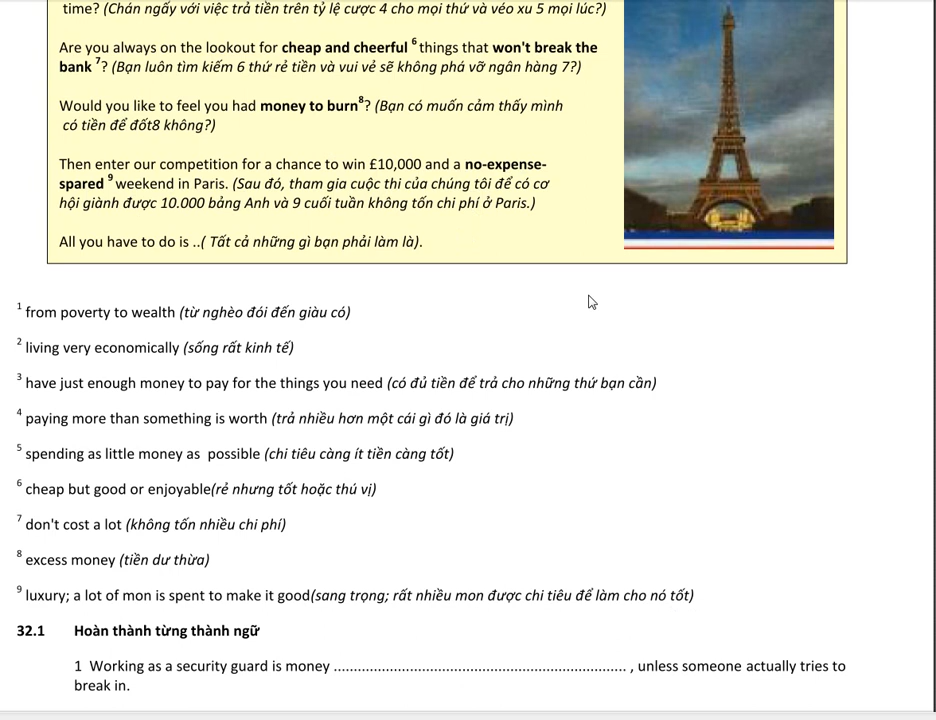 time? (Chán ngấy với việc trả tiền trên tỷ lệ cược 4 cho mọi thứ và véo xu 5 mọi lúc?)
Are you always on the lookout for cheap and cheerful 6 things that won't break the
bank 7? (Bạn luôn tìm kiếm 6 thứ rẻ tiền và vui vẻ sẽ không phá vỡ ngân hàng 7?)
Would you like to feel you had money to burn8? (Bạn có muốn cảm thấy mình
có tiền để đốt8 không?)
Then enter our competition for a chance to win £10,000 and a no-expense-
spared 9 weekend in Paris. (Sau đó, tham gia cuộc thi của chúng tôi để có cơ
hội giành được 10.000 bảng Anh và 9 cuối tuần không tốn chi phí ở Paris.)
All you have to do is ..( Tất cả những gì bạn phải làm là).
1 from poverty to wealth (từ nghèo đói đến giàu có)
2 living very economically (sống rất kinh tế)
3 have just enough money to pay for the things you need (có đủ tiền để trả cho những thứ bạn cần)
4 paying more than something is worth (trả nhiều hơn một cái gì đó là giá trị)
5 spending as little money as possible (chi tiêu càng ít tiền càng tốt)
6 cheap but good or enjoyable(rẻ nhưng tốt hoặc thú vị)
7 don't cost a lot (không tốn nhiều chi phí)
8 excess money (tiền dư thừa)
9 luxury; a lot of mon is spent to make it good(sang trọng; rất nhiều mon được chi tiêu để làm cho nó tốt)
32.1 Hoàn thành từng thành ngữ
1 Working as a security guard is money ......................................................................... , unless someone actually tries to
break in.